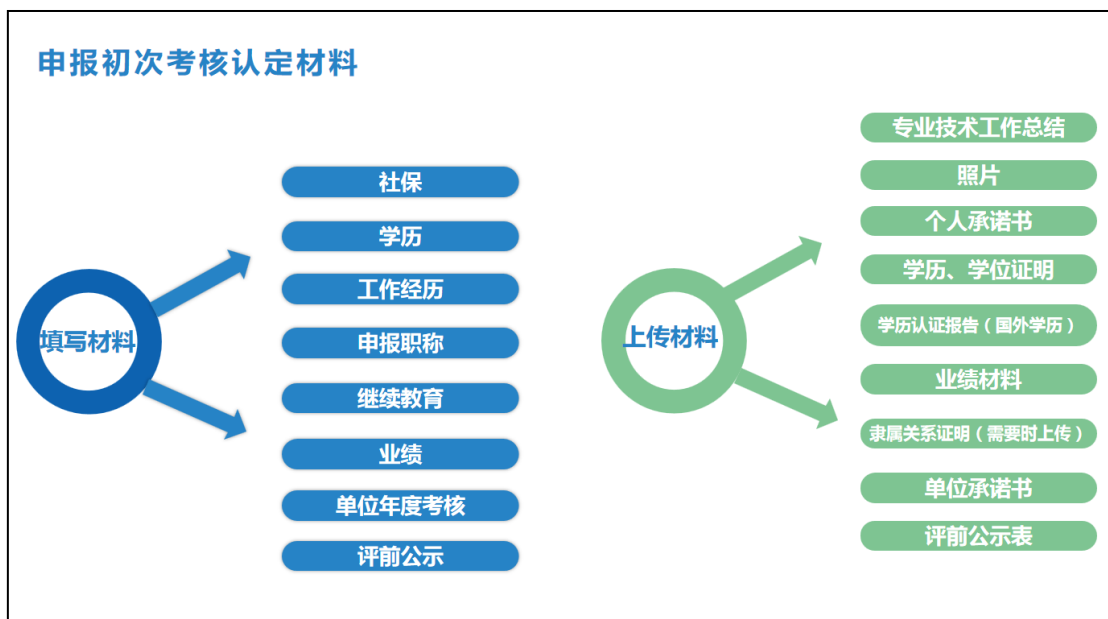 申报初次考核认定材料
填写材料
社保
学历
工作经历
申报职称
继续教育
业绩
单位年度考核
评前公示
上传材料
专业技术工作总结
照片
个人承诺书
学历、学位证明
学历认证报告（国外学历）
业绩材料
隶属关系证明（需要时上传）
单位承诺书
评前公示表